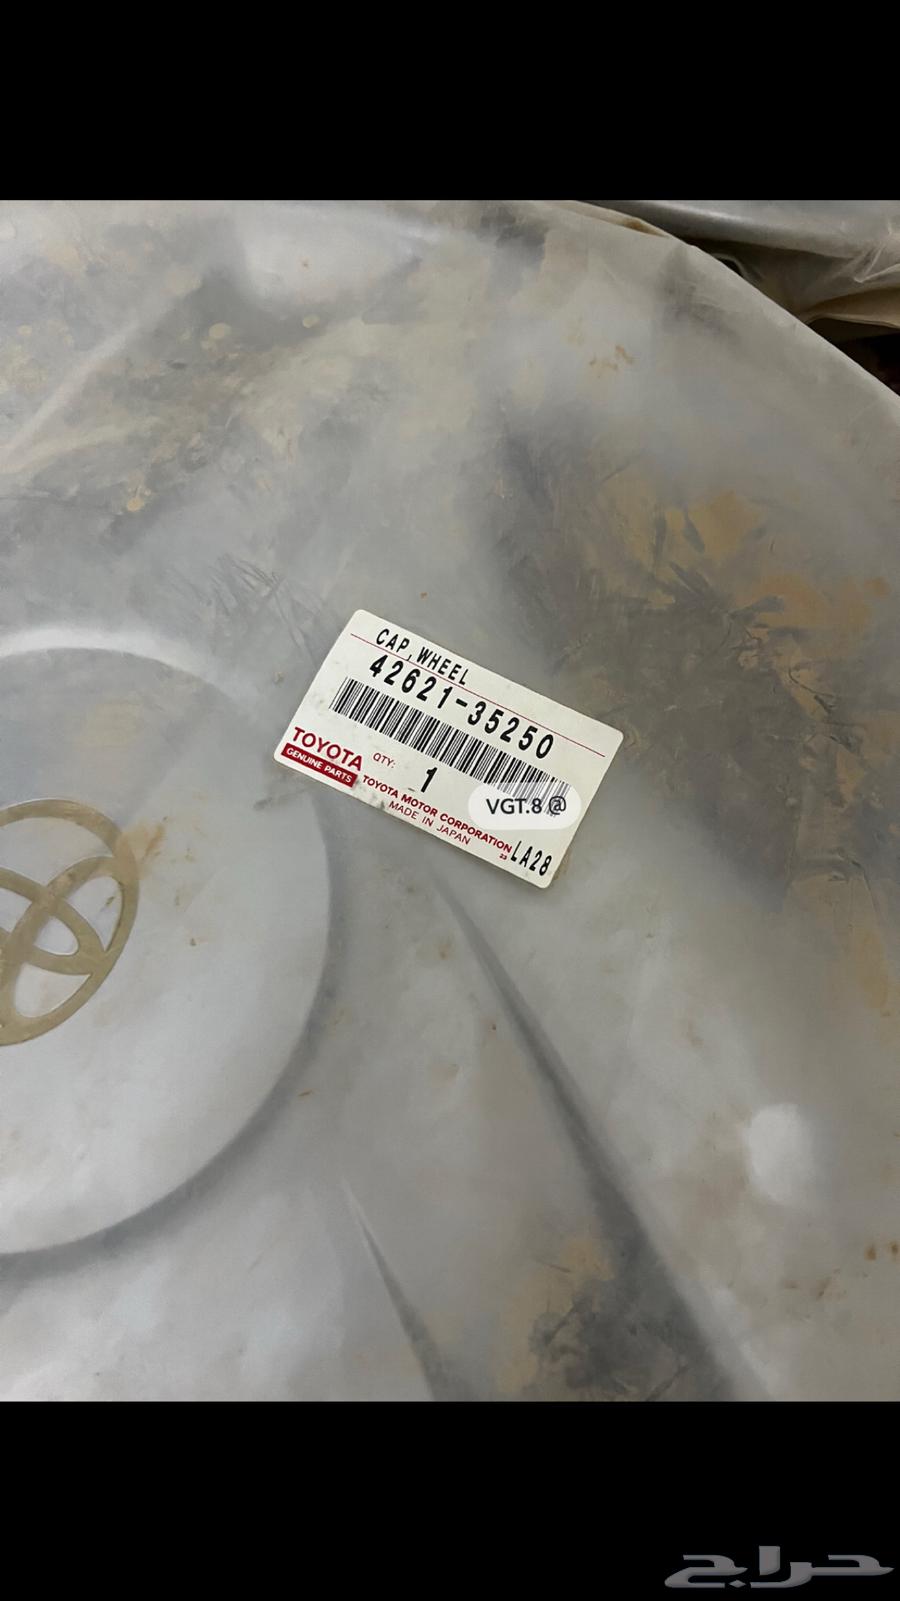 CAP, WHEEL
42621-35250
TOYOTA
GENUINE PARTS
QTY:
1
TOYOTA MOTOR CORPORATION
MADE IN JAPAN
23 LA28
VGT.8 @
حراج